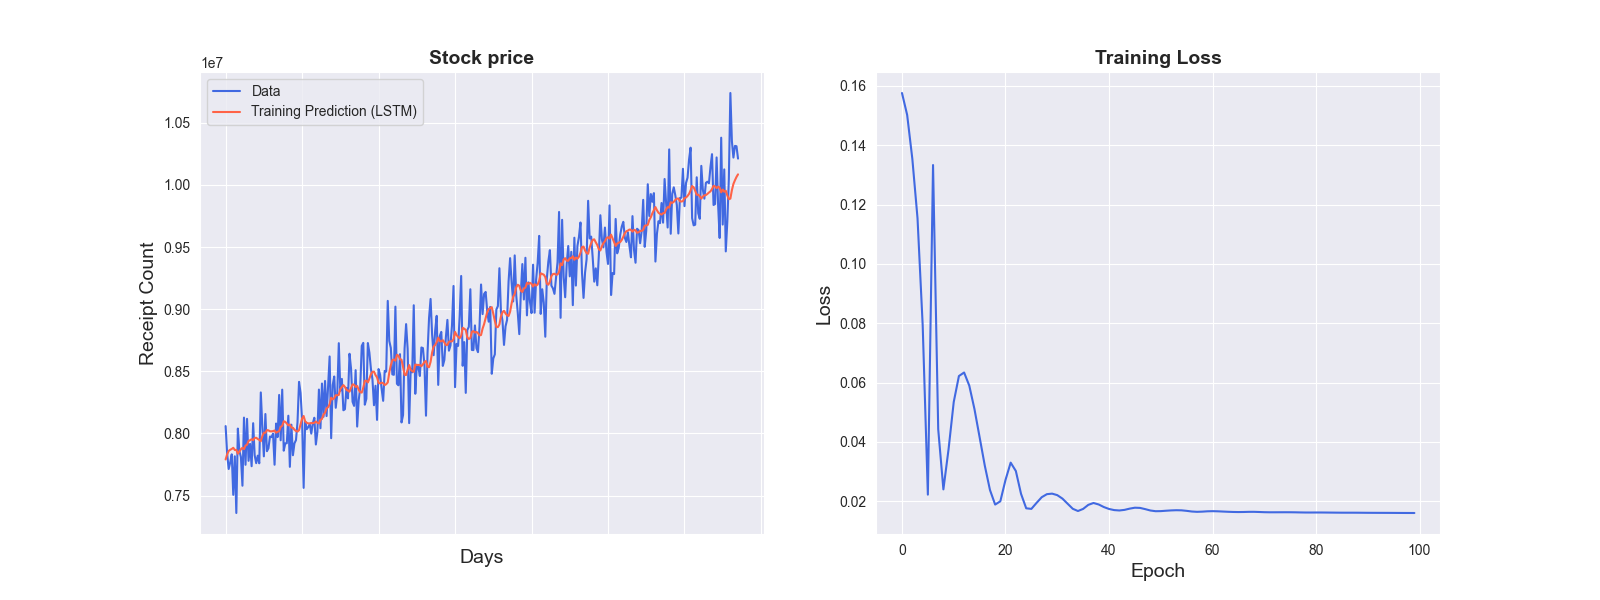 Stock price
1e7
Data
Training Prediction (LSTM)
1.05
1.00
0.95
0.90
0.85
0.80
0.75
Receipt Count
Days
Training Loss
0.16
0.14
0.12
0.10
0.08
0.06
0.04
0.02
Loss
0 20 40 60 80 100
Epoch